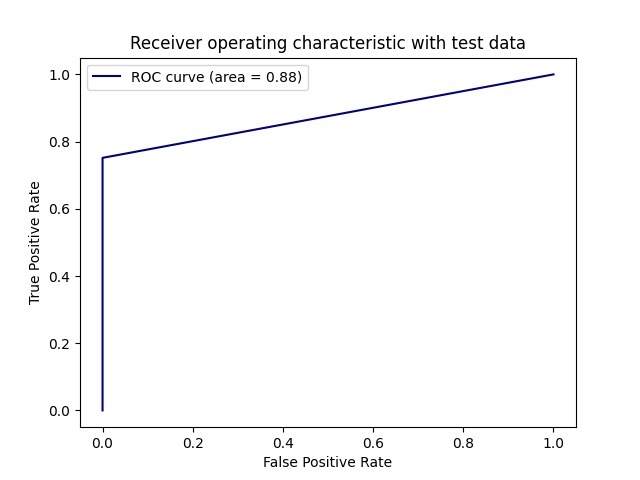 Receiver operating characteristic with test data
ROC curve (area = 0.88)
1.0
0.8
0.6
0.4
0.2
0.0
True Positive Rate
0.0 0.2 0.4 0.6 0.8 1.0
False Positive Rate